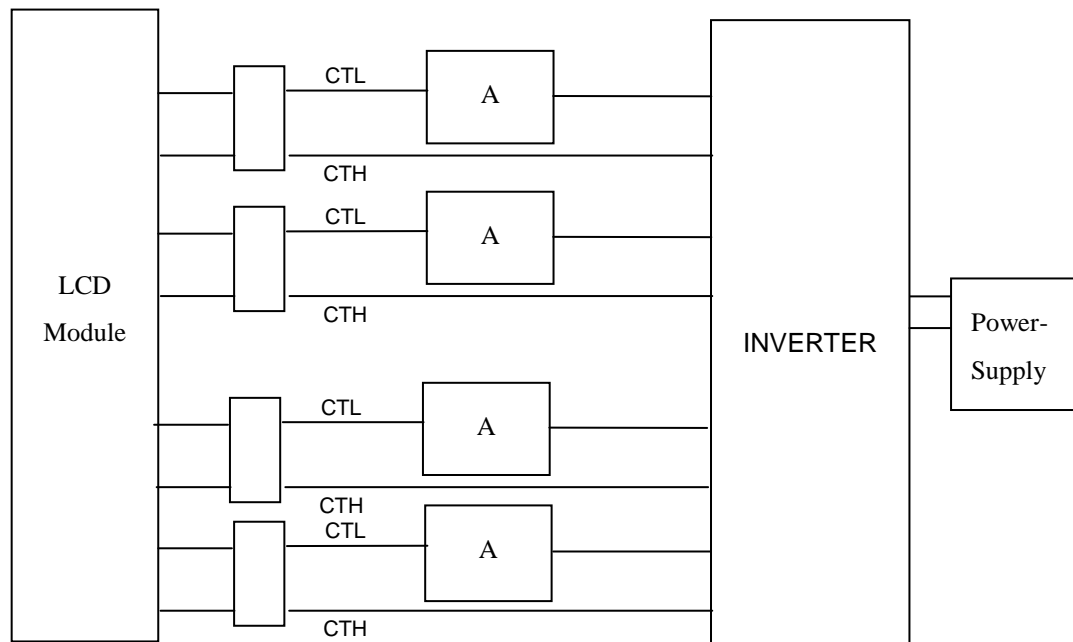 CTL
A
CTH
CTL
A
CTH
LCD
Module
INVERTER
Power-
Supply
CTL
A
CTH
CTL
A
CTH